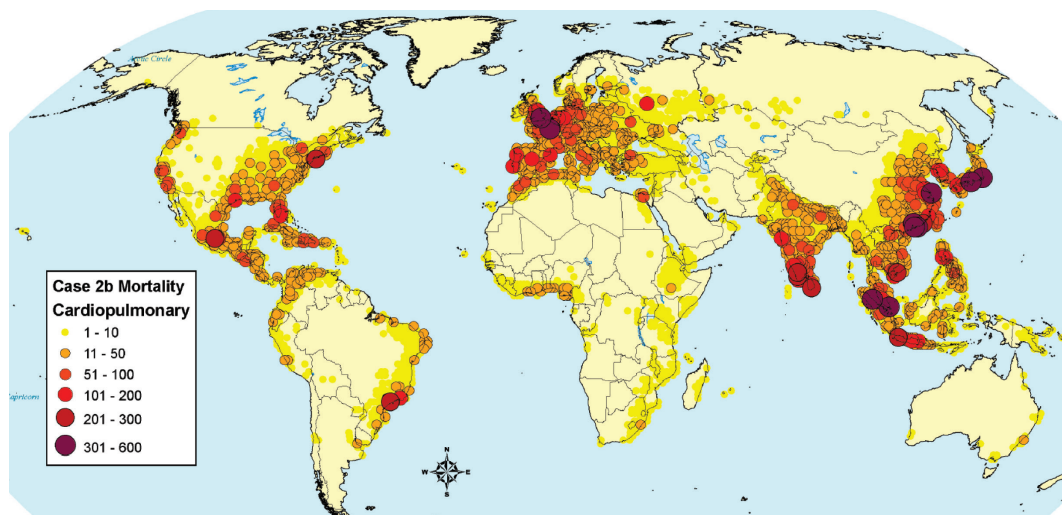 Arctic Circle
Case 2b Mortality
Cardiopulmonary
1 - 10
11 - 50
51 - 100
101 - 200
201 - 300
301 - 600
Capricorn
N
W E
S